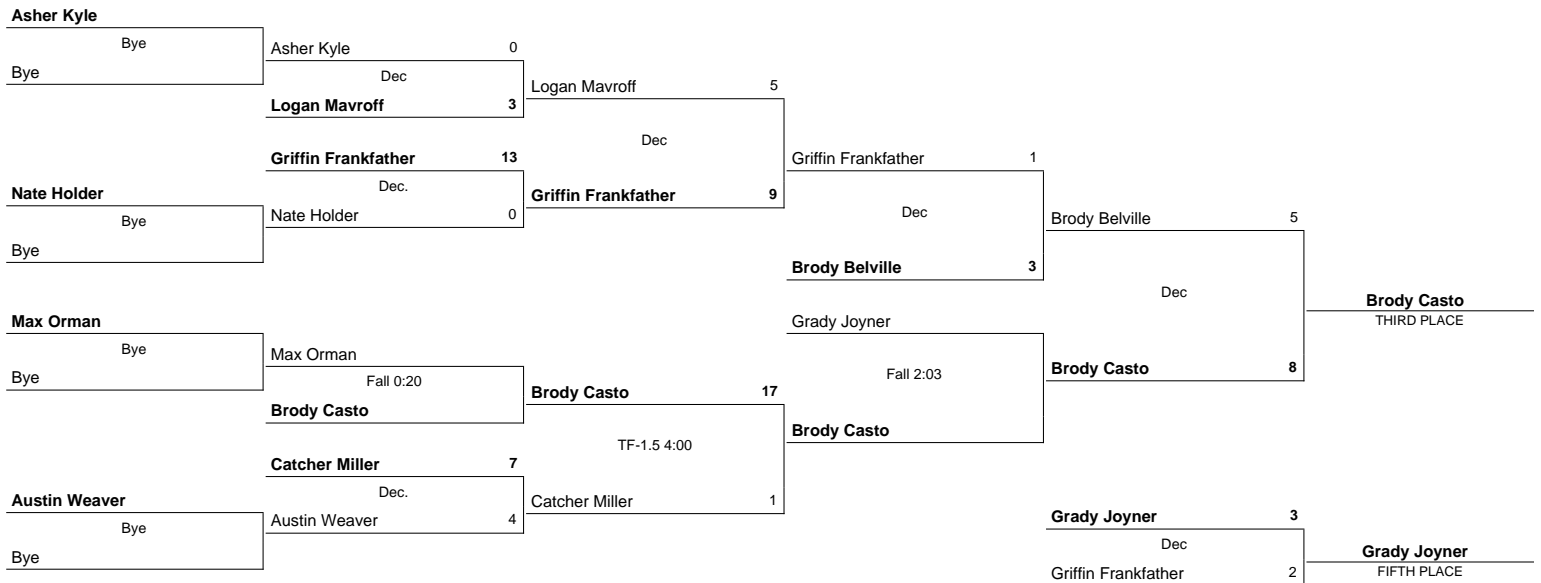 Asher Kyle
Bye
Bye
Asher Kyle 0
Dec
Logan Mavroff 3
Logan Mavroff 5
Dec
Griffin Frankfather 9
Griffin Frankfather 13
Dec.
Nate Holder 0
Nate Holder
Bye
Bye
Griffin Frankfather 1
Dec
Brody Belville 3
Brody Belville 5
Dec
Brody Casto 8
Brody Casto
THIRD PLACE
Max Orman
Bye
Bye
Max Orman
Fall 0:20
Brody Casto
Brody Casto 17
TF-1.5 4:00
Catcher Miller 1
Catcher Miller 7
Dec.
Austin Weaver 4
Austin Weaver
Bye
Bye
Grady Joyner
Fall 2:03
Brody Casto
Grady Joyner 3
Dec
Griffin Frankfather 2
Grady Joyner
FIFTH PLACE